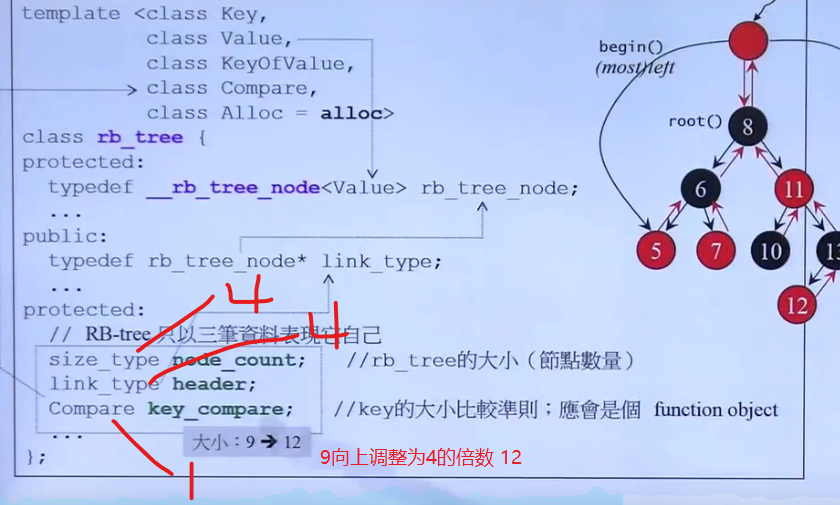 template <class Key,
class Value,
class KeyOfValue,
class Compare,
class Alloc = alloc>
class rb_tree {
protected:
typedef __rb_tree_node<Value> rb_tree_node;
...
public:
typedef rb_tree_node* link_type;
...
protected:
// RB-tree 只以三筆資料表現它自己
size_type node_count; //rb_tree的大小（節點數量）
link_type header;
Compare key_compare; //key的大小比較準則；應會是個 function object
...
};
大小：9 → 12
9向上调整为4的倍数 12
4
4
1
begin()
(most)left
root()
8
6
11
5
7
10
13
12